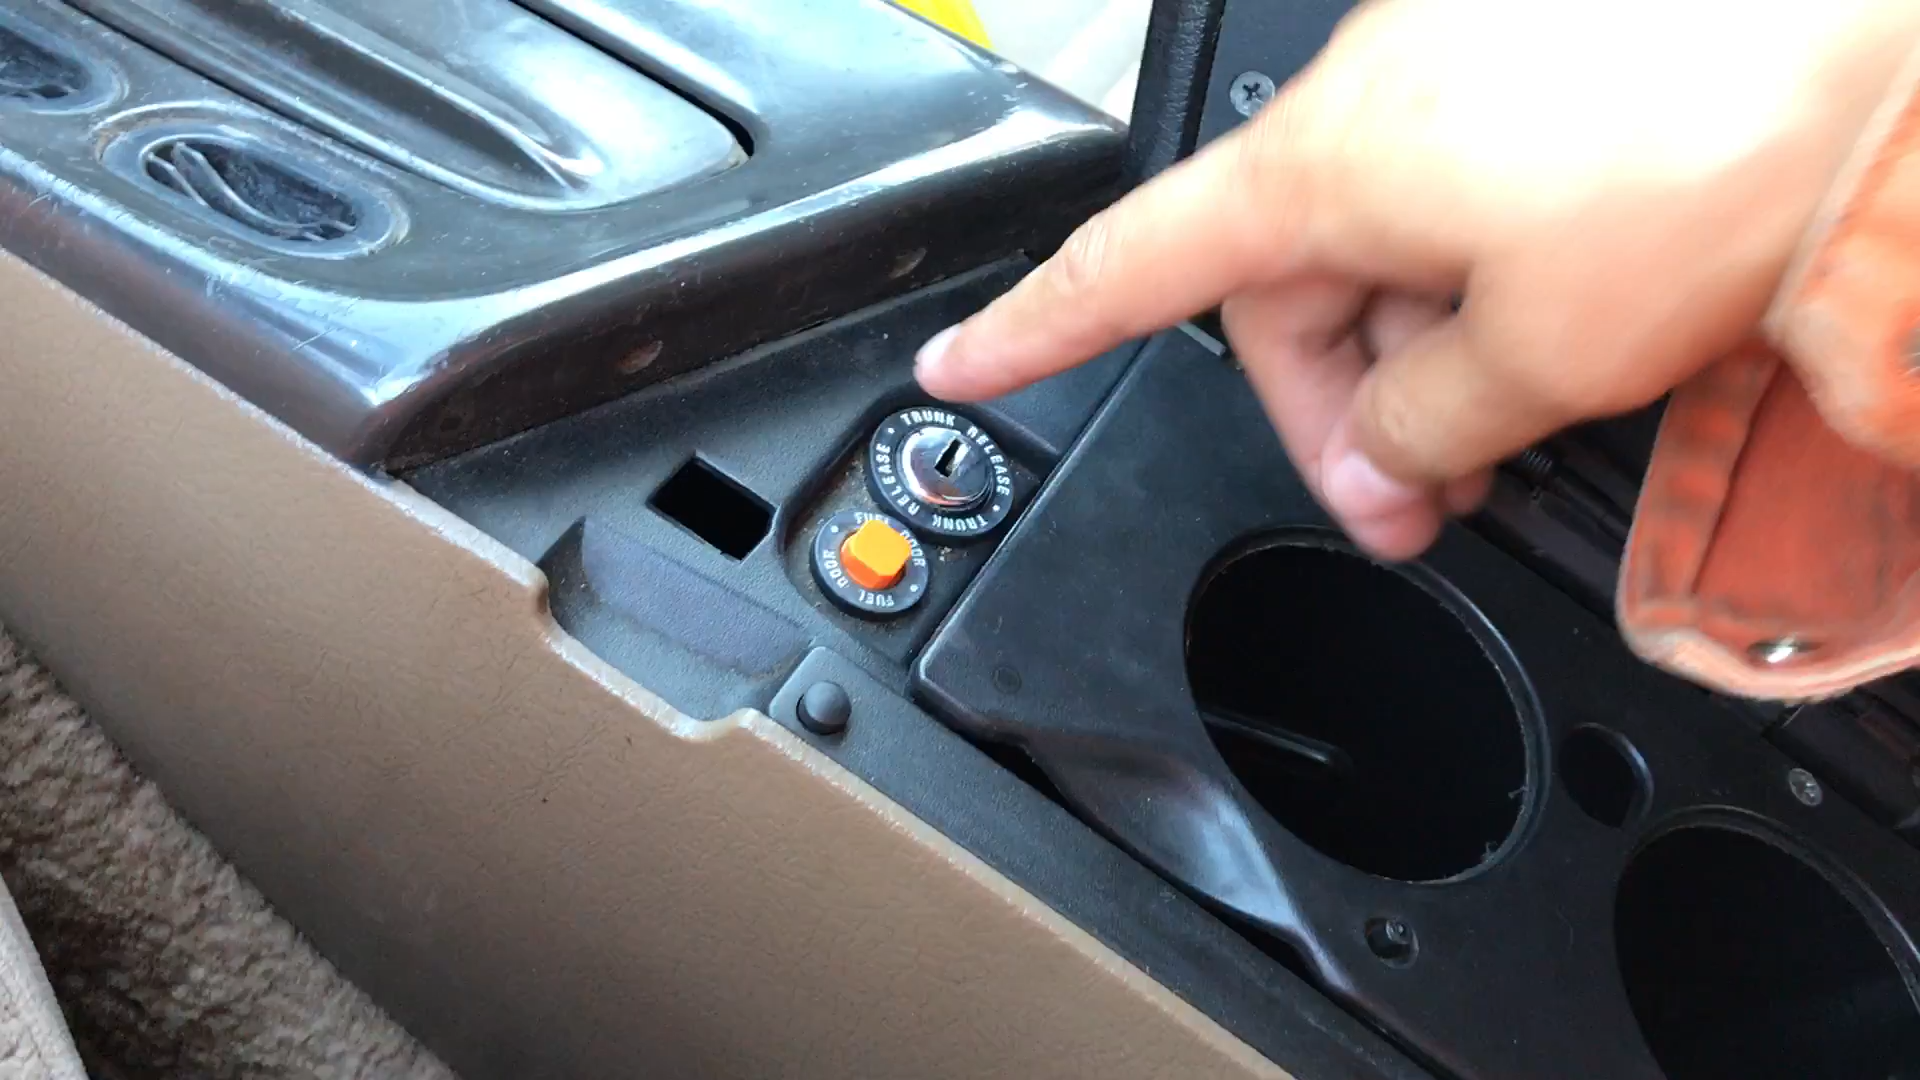 TRUNK RELEASE • TRUNK RELEASE •
FUEL DOOR • FUEL DOOR •